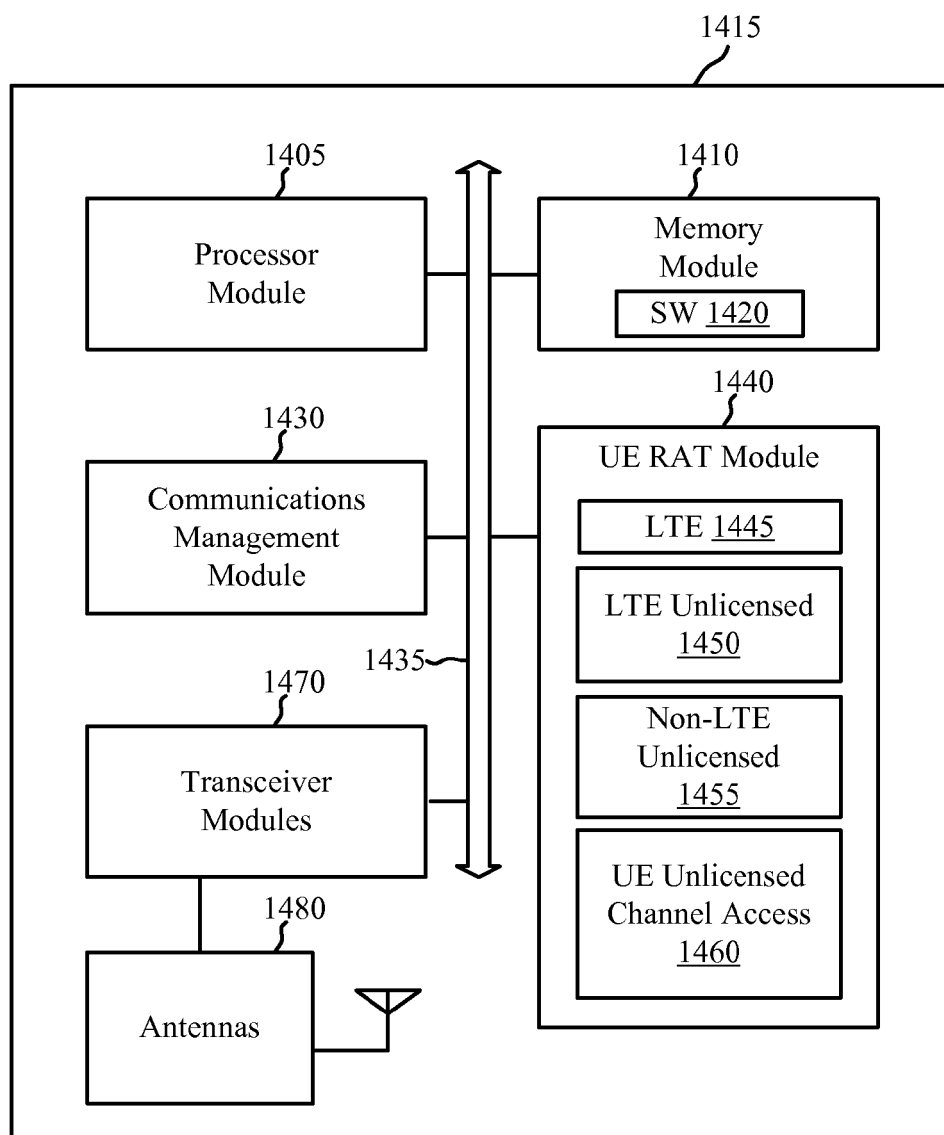 1415
1405
Processor
Module
1410
Memory
Module
SW 1420
1430
Communications
Management
Module
1440
UE RAT Module
LTE 1445
LTE Unlicensed
1450
Non-LTE
Unlicensed
1455
UE Unlicensed
Channel Access
1460
1435
1470
Transceiver
Modules
1480
Antennas